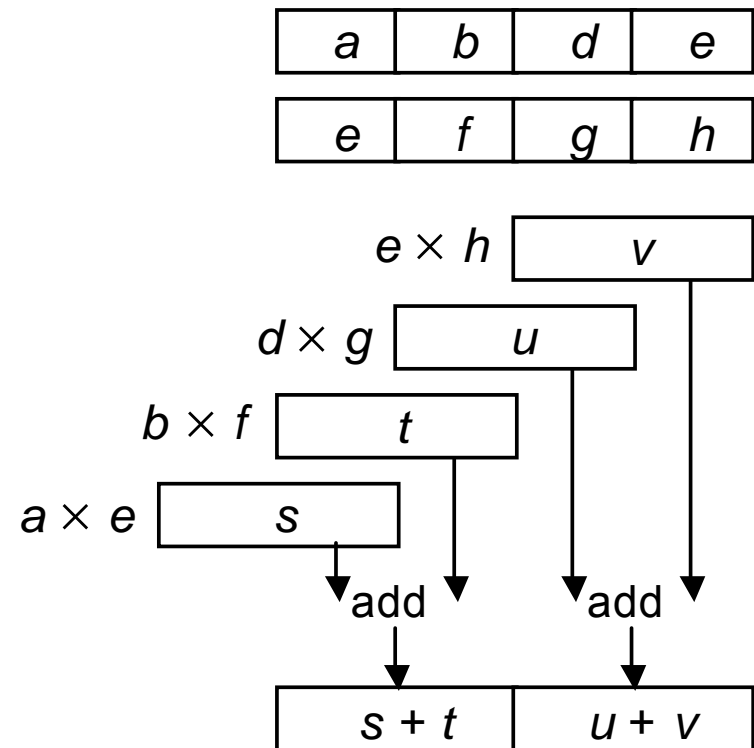 a b d e
e f g h
e × h v
d × g u
b × f t
a × e s
add add
s + t u + v